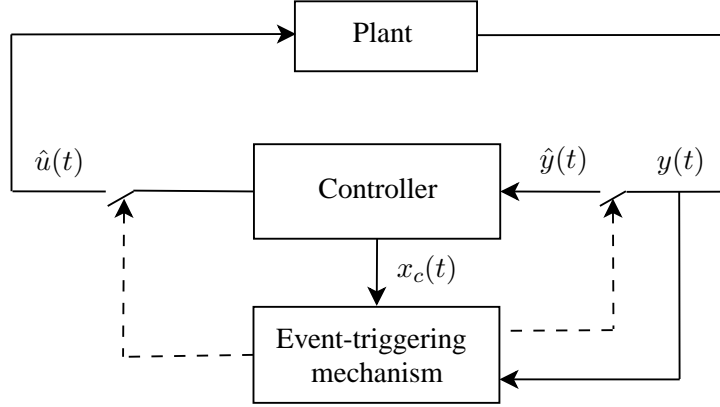 Plant
û(t)
ŷ(t)
y(t)
Controller
x_c(t)
Event-triggering
mechanism